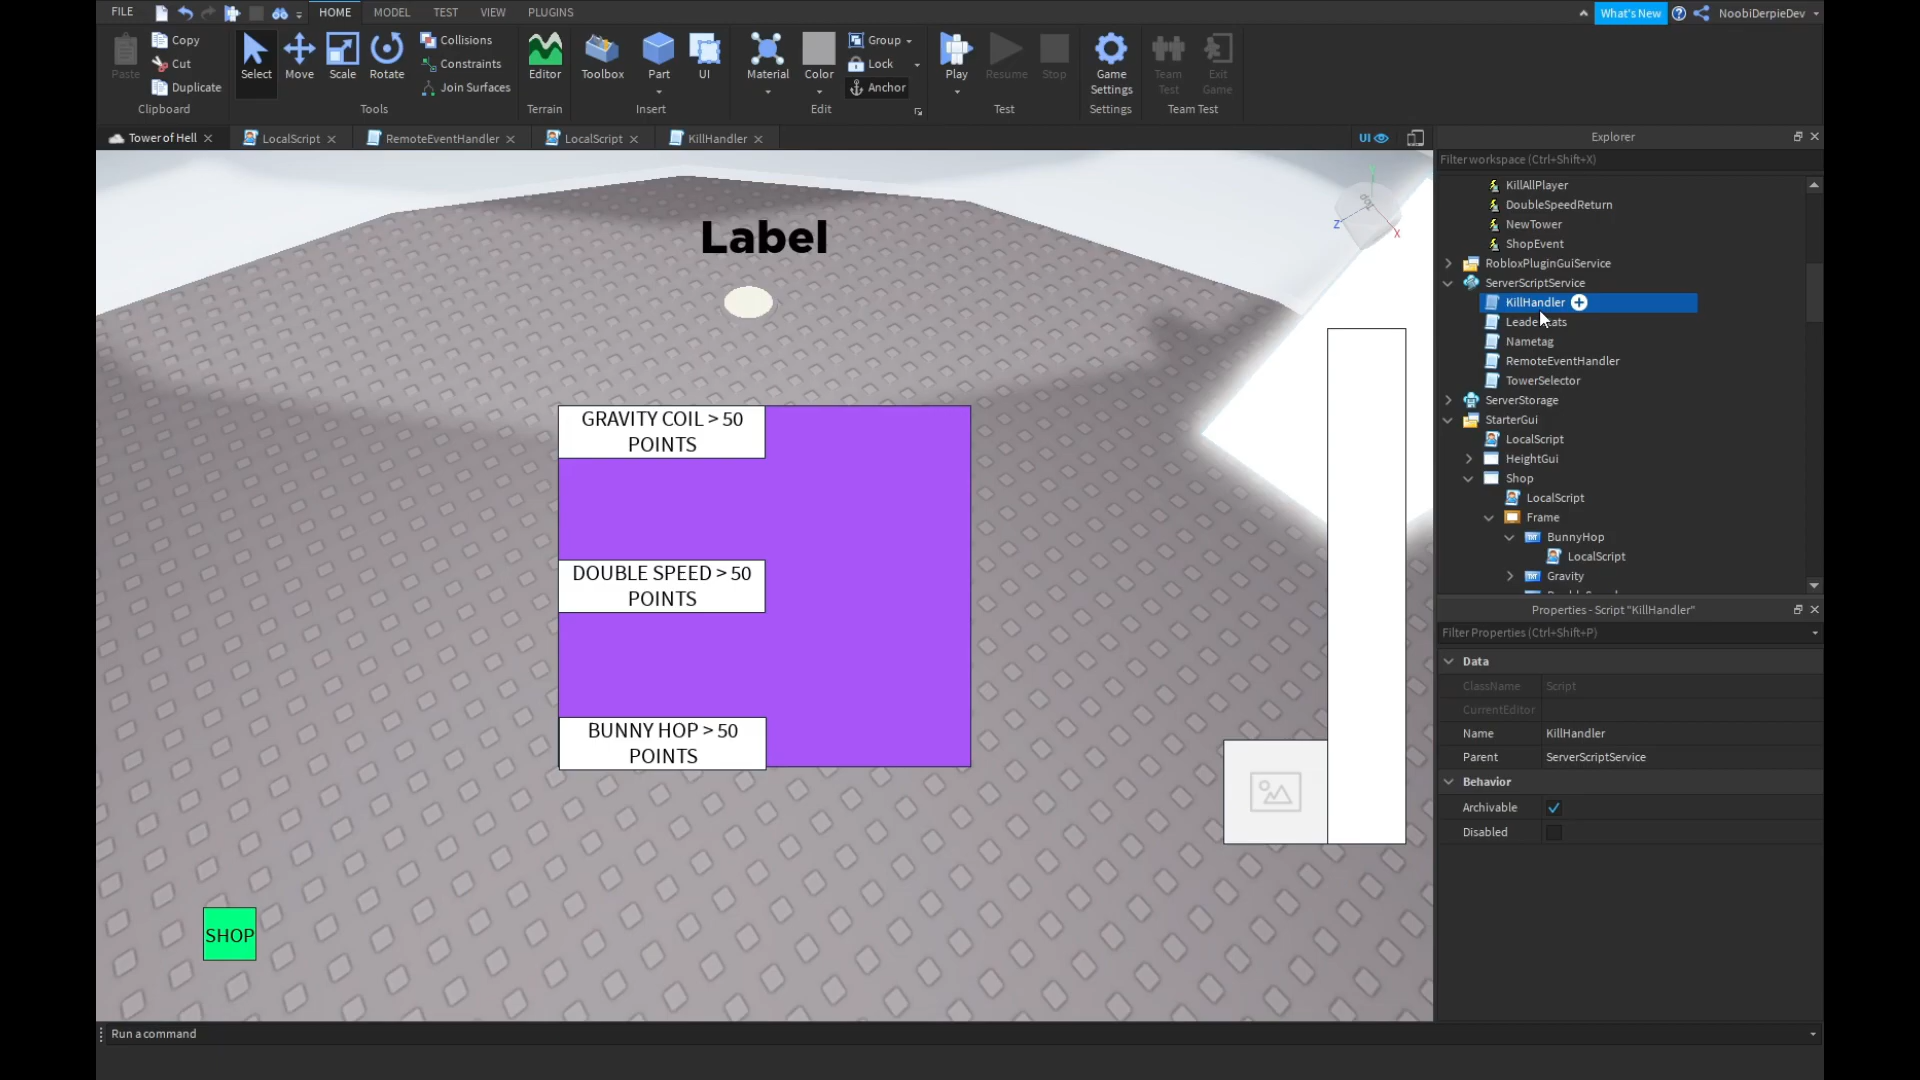 FILE HOME MODEL TEST VIEW PLUGINS What's New NoobiDerpieDev
Paste Copy Cut Duplicate Clipboard
Select Move Scale Rotate Collisions Constraints Join Surfaces Tools
Editor Terrain
Toolbox Part UI Insert
Material Color Group Lock Anchor Edit
Play Resume Stop Test
Game Settings Settings
Team Test Exit Game Team Test
Tower of Hell LocalScript RemoteEventHandler LocalScript KillHandler UI
Label
GRAVITY COIL > 50
POINTS
DOUBLE SPEED > 50
POINTS
BUNNY HOP > 50
POINTS
SHOP
Z X
Explorer
Filter workspace (Ctrl+Shift+X)
KillAllPlayer
DoubleSpeedReturn
NewTower
ShopEvent
RobloxPluginGuiService
ServerScriptService
KillHandler
Nametag
RemoteEventHandler
TowerSelector
ServerStorage
StarterGui
LocalScript
HeightGui
Shop
LocalScript
Frame
BunnyHop
LocalScript
Gravity
Properties - Script "KillHandler"
Filter Properties (Ctrl+Shift+P)
Data
ClassName Script
CurrentEditor
Name KillHandler
Parent ServerScriptService
Behavior
Archivable
Disabled
Run a command